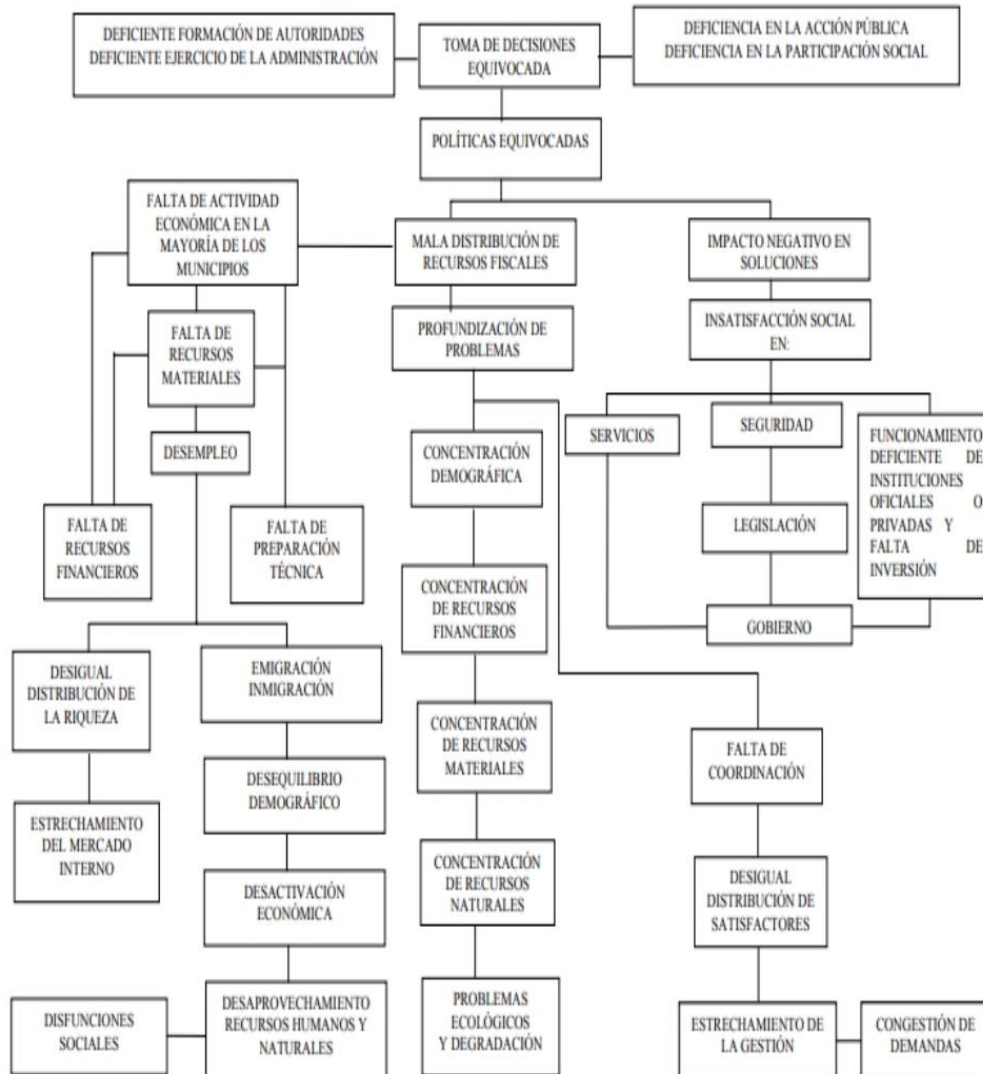 DEFICIENTE FORMACIÓN DE AUTORIDADES
DEFICIENTE EJERCICIO DE LA ADMINISTRACIÓN
TOMA DE DECISIONES
EQUIVOCADA
DEFICIENCIA EN LA ACCIÓN PÚBLICA
DEFICIENCIA EN LA PARTICIPACIÓN SOCIAL
POLÍTICAS EQUIVOCADAS
FALTA DE ACTIVIDAD
ECONÓMICA EN LA
MAYORÍA DE LOS
MUNICIPIOS
MALA DISTRIBUCIÓN DE
RECURSOS FISCALES
IMPACTO NEGATIVO EN
SOLUCIONES
FALTA DE
RECURSOS
MATERIALES
PROFUNDIZACIÓN DE
PROBLEMAS
INSATISFACCIÓN SOCIAL
EN:
DESEMPLEO
CONCENTRACIÓN
DEMOGRÁFICA
SERVICIOS
SEGURIDAD
FUNCIONAMIENTO
DEFICIENTE DE
INSTITUCIONES
OFICIALES O
PRIVADAS Y
FALTA DE
INVERSIÓN
FALTA DE
RECURSOS
FINANCIEROS
FALTA DE
PREPARACIÓN
TÉCNICA
LEGISLACIÓN
CONCENTRACIÓN
DE RECURSOS
FINANCIEROS
GOBIERNO
DESIGUAL
DISTRIBUCIÓN DE
LA RIQUEZA
EMIGRACIÓN
INMIGRACIÓN
CONCENTRACIÓN
DE RECURSOS
MATERIALES
FALTA DE
COORDINACIÓN
ESTRECHAMIENTO
DEL MERCADO
INTERNO
DESEQUILIBRIO
DEMOGRÁFICO
CONCENTRACIÓN
DE RECURSOS
NATURALES
DESIGUAL
DISTRIBUCIÓN DE
SATISFACTORES
DESACTIVACIÓN
ECONÓMICA
DISFUNCIONES
SOCIALES
DESAPROVECHAMIENTO
RECURSOS HUMANOS Y
NATURALES
PROBLEMAS
ECOLÓGICOS
Y DEGRADACIÓN
ESTRECHAMIENTO DE
LA GESTIÓN
CONGESTIÓN DE
DEMANDAS